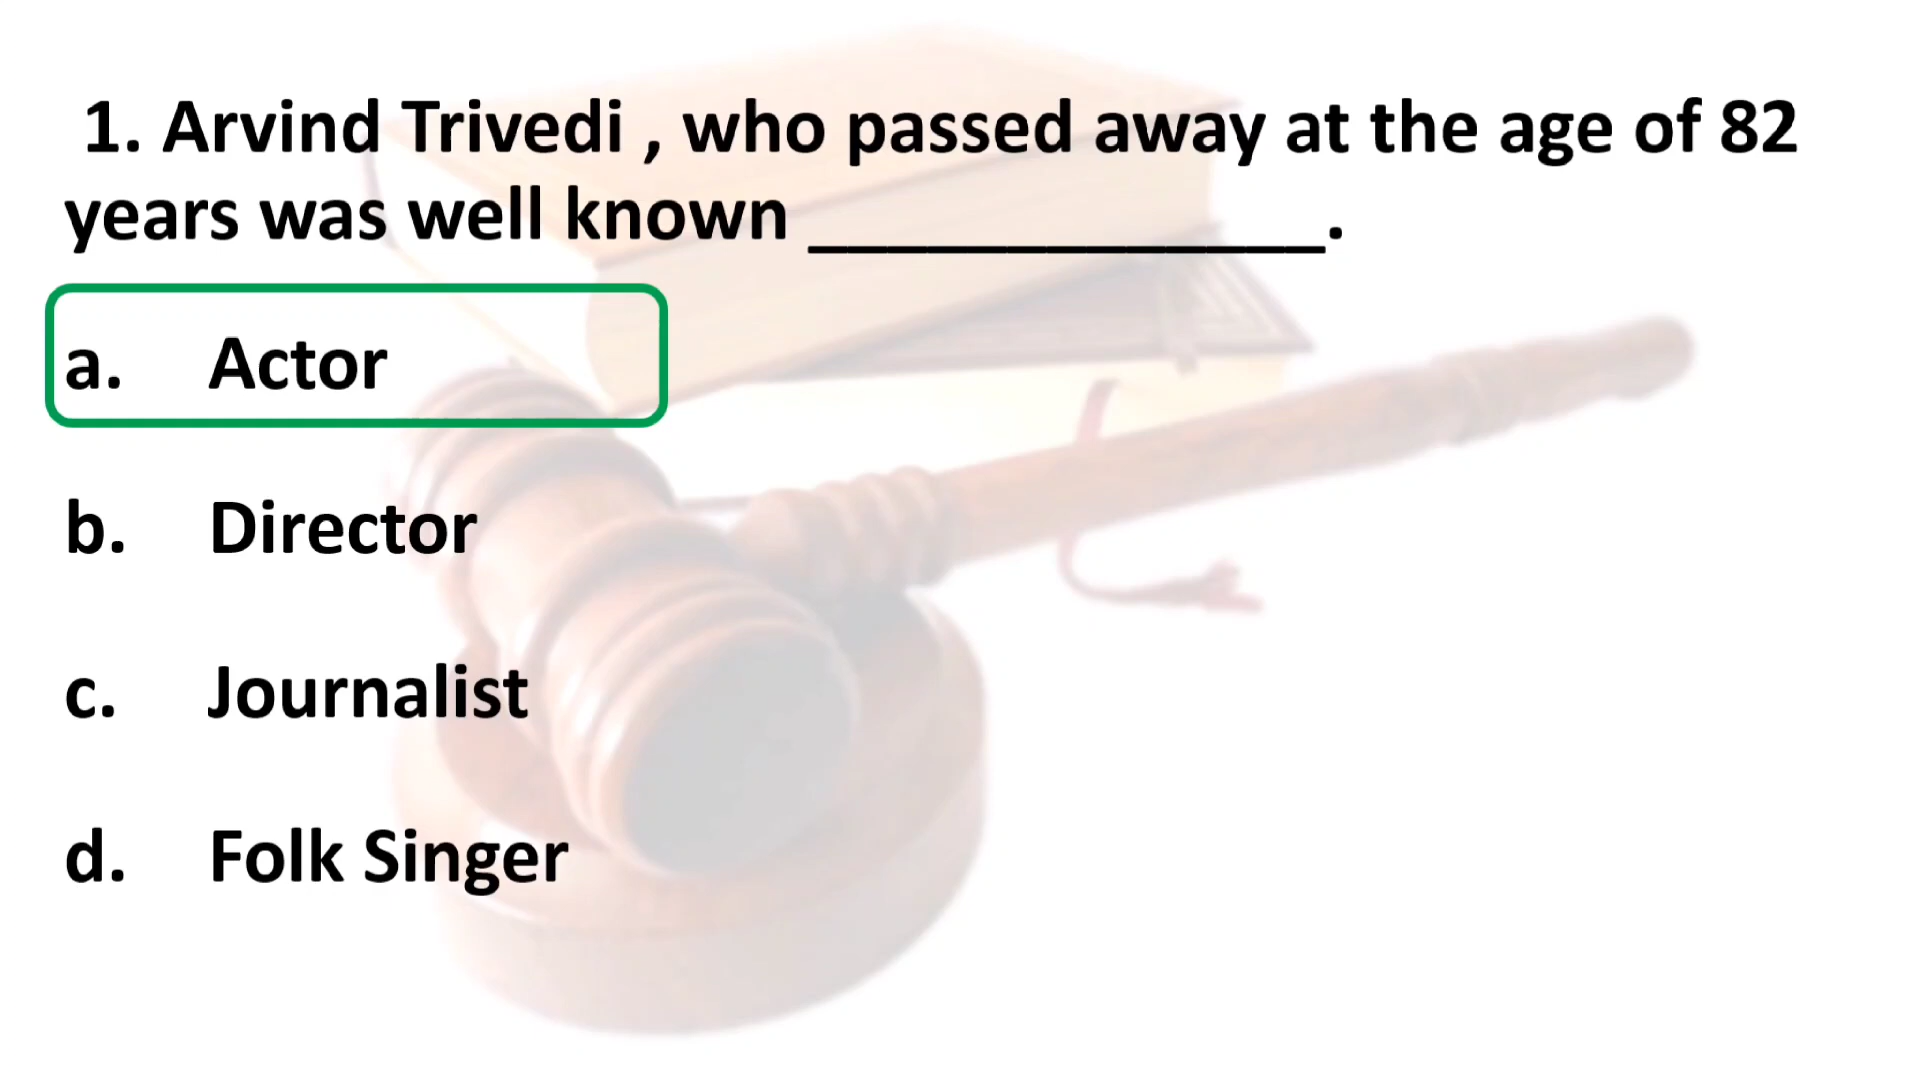 1. Arvind Trivedi , who passed away at the age of 82
years was well known _____________.
a. Actor
b. Director
c. Journalist
d. Folk Singer